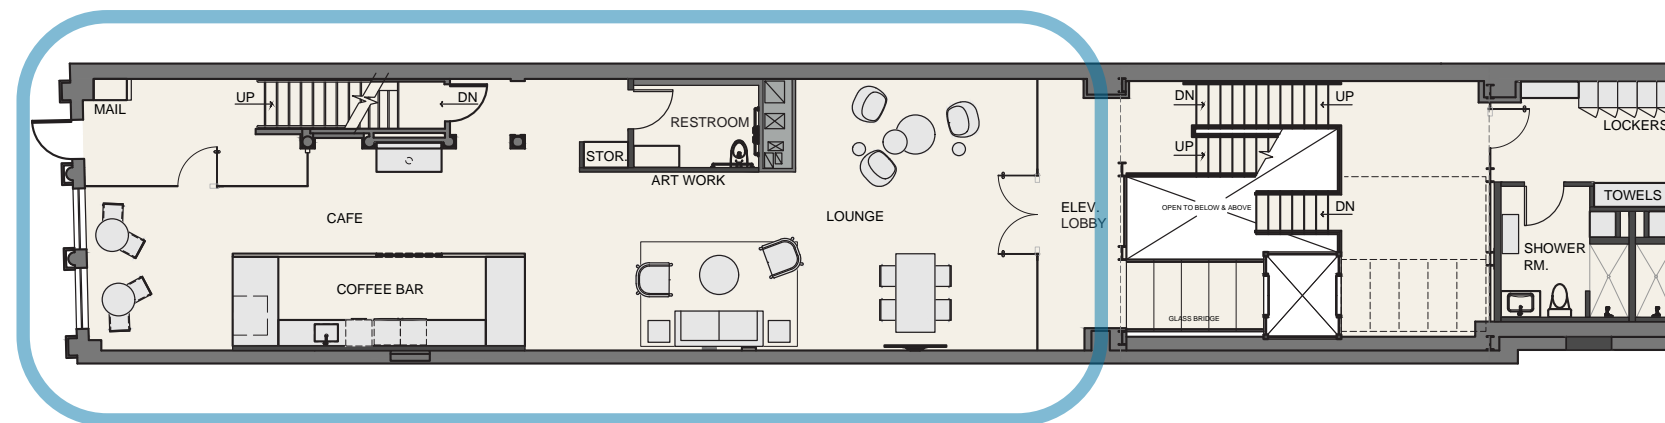 MAIL
UP
DN
RESTROOM
STOR.
ART WORK
CAFE
COFFEE BAR
LOUNGE
ELEV.
LOBBY
DN
UP
UP
OPEN TO BELOW & ABOVE
DN
GLASS BRIDGE
LOCKERS
TOWELS
SHOWER
RM.